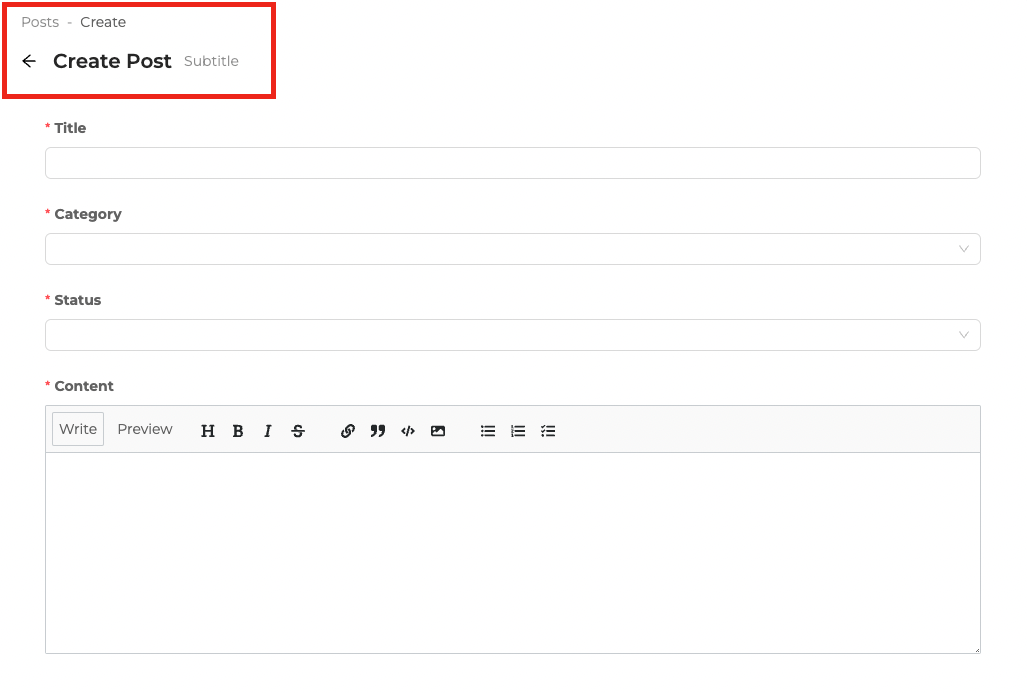 Posts - Create
Create Post Subtitle
* Title
* Category
* Status
* Content
Write Preview H B I S